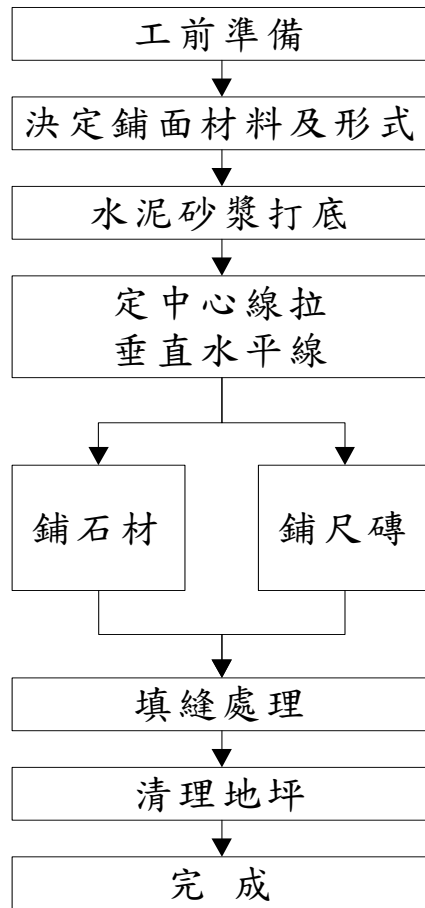 工前準備
決定鋪面材料及形式
水泥砂漿打底
定中心線拉
垂直水平線
鋪石材
鋪尺磚
填縫處理
清理地坪
完 成